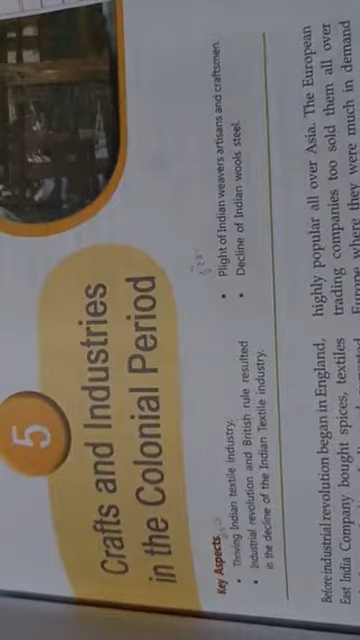 5
Crafts and Industries
in the Colonial Period
Key Aspects
• Thriving Indian textile industry.
• Industrial revolution and British rule resulted
in the decline of the Indian Textile industry.
• Plight of Indian weavers artisans and craftsmen.
• Decline of Indian wools steel.
Before industrial revolution began in England,
East India Company bought spices, textiles
highly popular all over Asia. The European
trading companies too sold them all over
Europe where they were much in demand